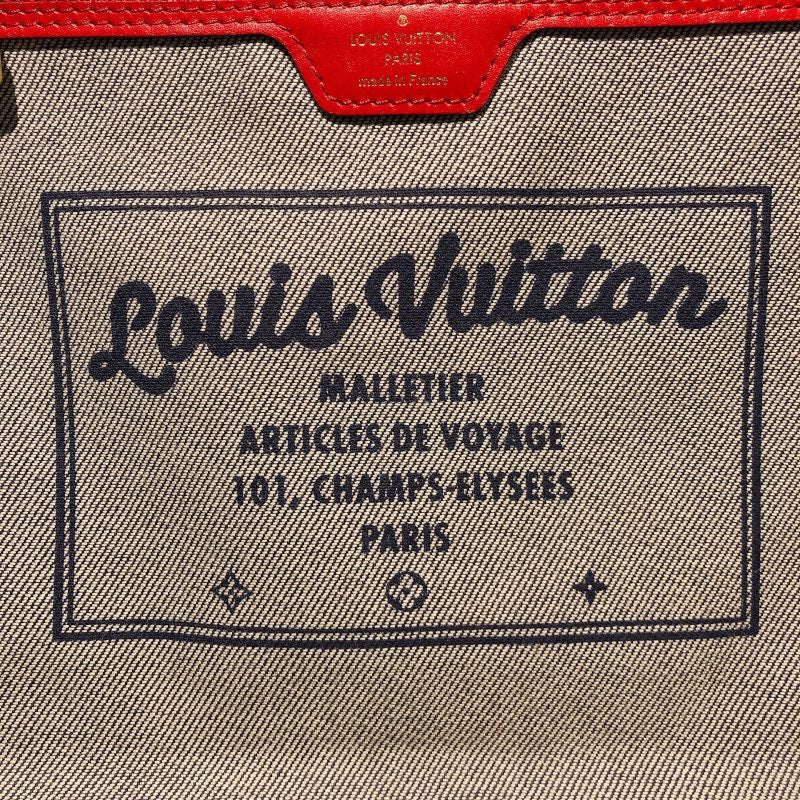 LOUIS VUITTON
PARIS
made in France
Louis Vuitton
MALLETIER
ARTICLES DE VOYAGE
101, CHAMPS-ELYSEES
PARIS